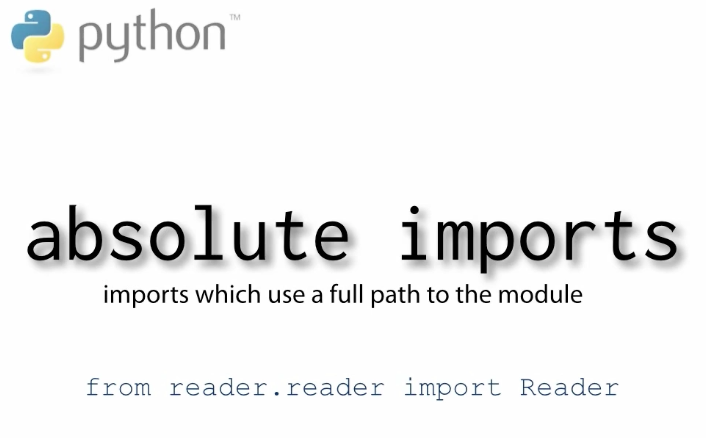 python™
absolute imports
imports which use a full path to the module
from reader.reader import Reader